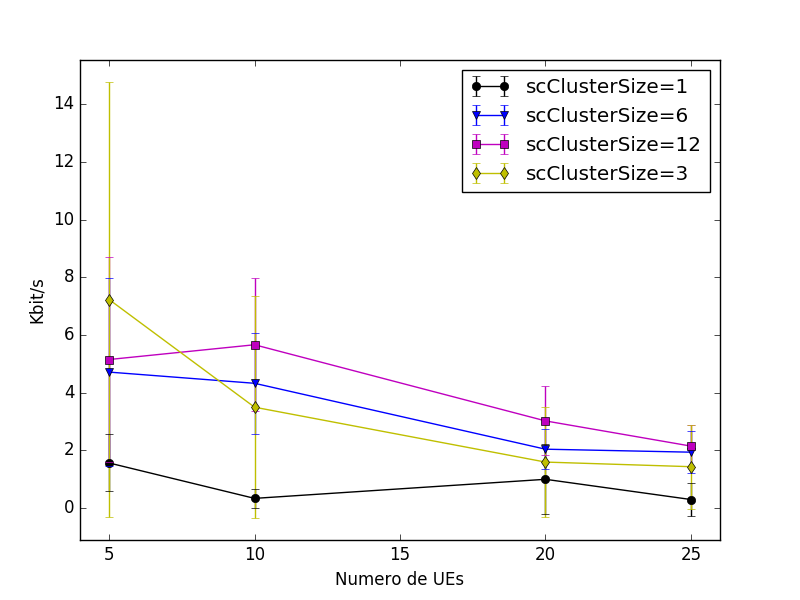 scClusterSize=1
scClusterSize=6
scClusterSize=12
scClusterSize=3
14
12
10
8
6
4
2
0
Kbit/s
5 10 15 20 25
Numero de UEs